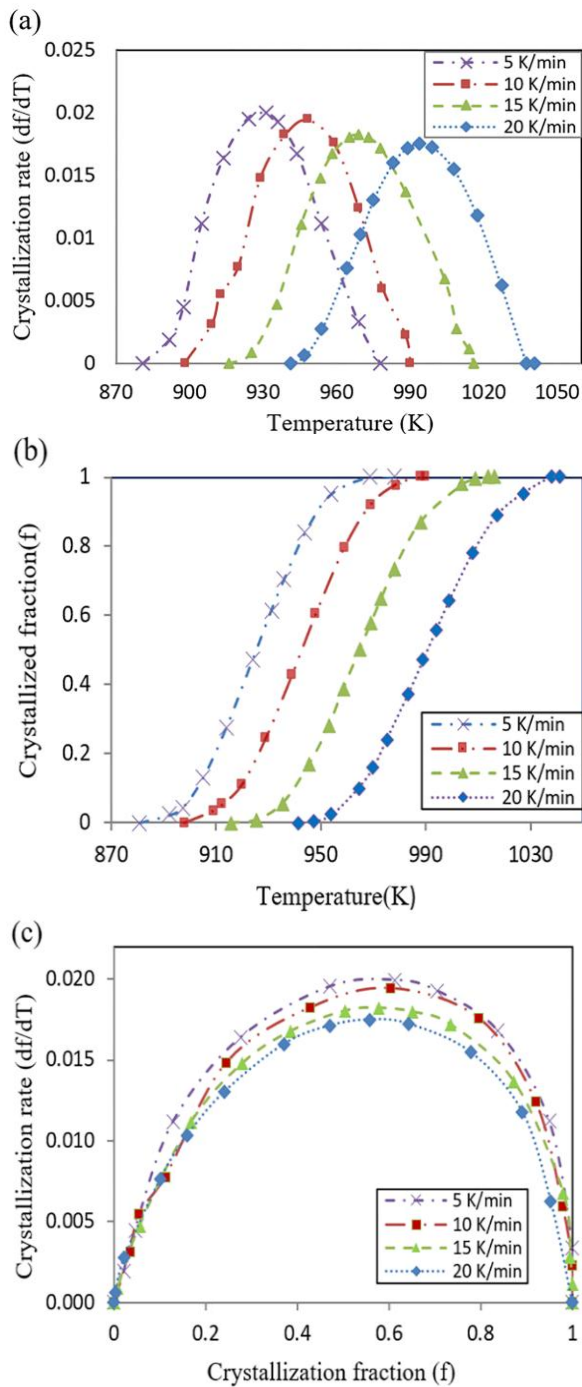 (a)
0.025
0.02
0.015
0.01
0.005
0
Crystallization rate (df/dT)
5 K/min
10 K/min
15 K/min
20 K/min
870 900 930 960 990 1020 1050
Temperature (K)
(b)
1
0.8
0.6
0.4
0.2
0
Crystallized fraction(f)
5 K/min
10 K/min
15 K/min
20 K/min
870 910 950 990 1030
Temperature(K)
(c)
0.020
0.015
0.010
0.005
0.000
Crystallization rate (df/dT)
5 K/min
10 K/min
15 K/min
20 K/min
0 0.2 0.4 0.6 0.8 1
Crystallization fraction (f)